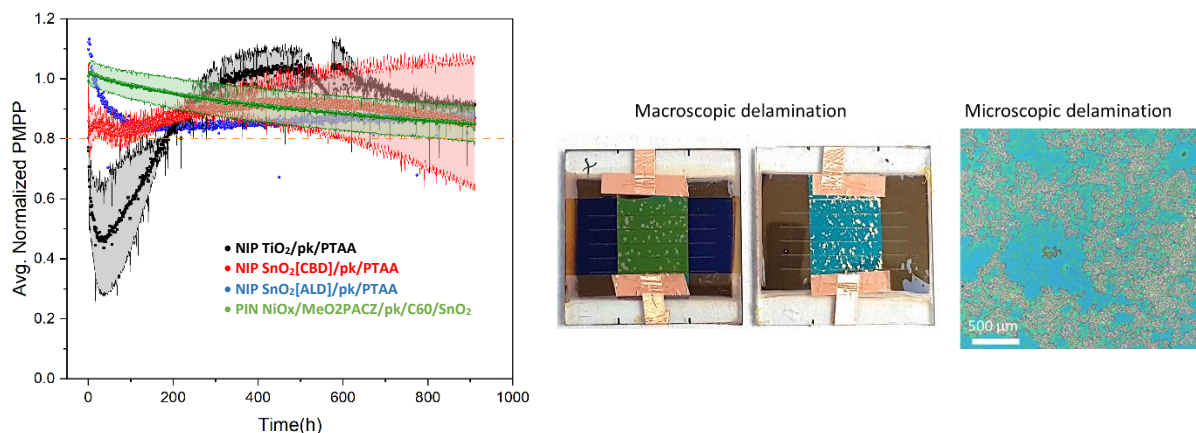 1.2
1.0
0.8
0.6
0.4
0.2
0.0
Avg. Normalized PMPP
● NIP TiO₂/pk/PTAA
● NIP SnO₂[CBD]/pk/PTAA
● NIP SnO₂[ALD]/pk/PTAA
● PIN NiOx/MeO2PACZ/pk/C60/SnO₂
0 200 400 600 800 1000
Time(h)
Macroscopic delamination
Microscopic delamination
500 µm